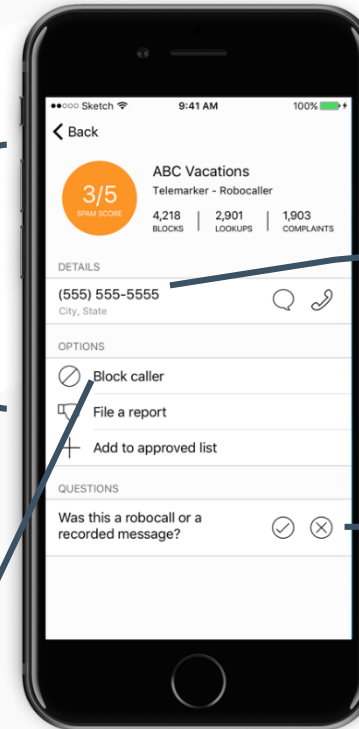 Sketch 9:41 AM 100%
Back
ABC Vacations
Telemarker - Robocaller
3/5
SPAM SCORE
4,218 | 2,901 | 1,903
BLOCKS LOOKUPS COMPLAINTS
DETAILS
(555) 555-5555
City, State
OPTIONS
Block caller
File a report
Add to approved list
QUESTIONS
Was this a robocall or a
recorded message?